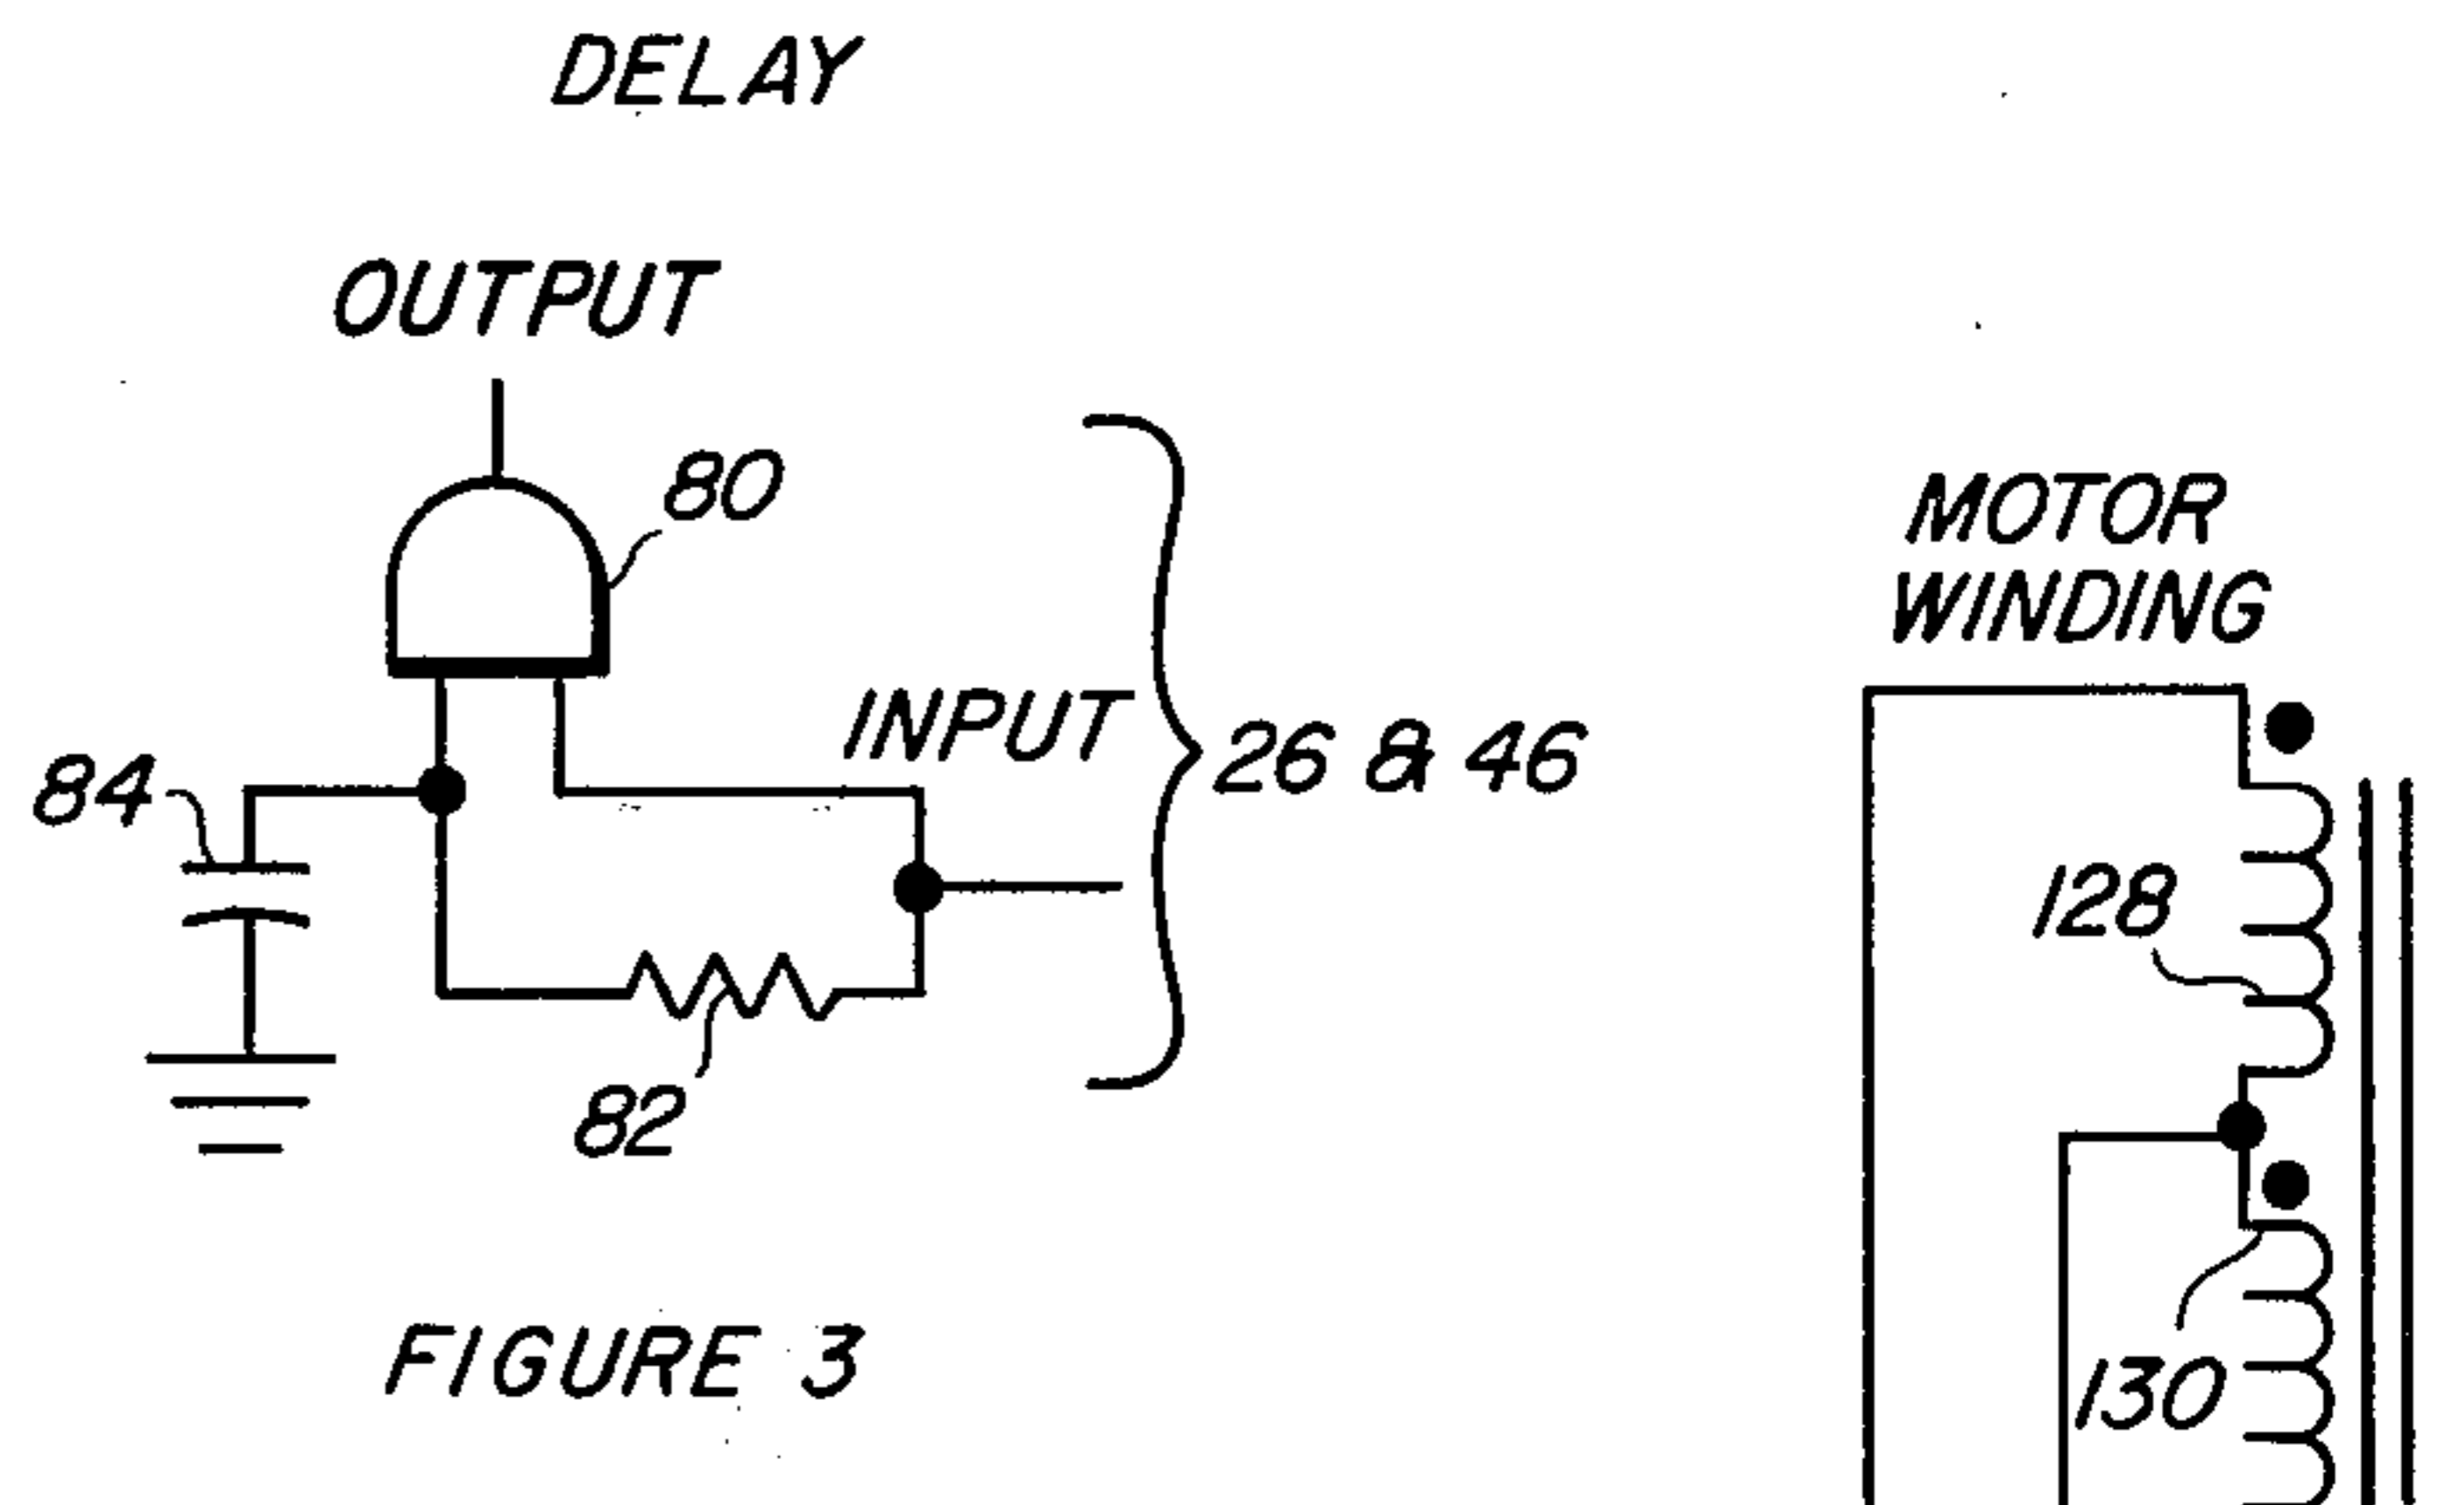 DELAY
OUTPUT
80
INPUT
84
26 & 46
82
FIGURE 3
MOTOR
WINDING
128
130